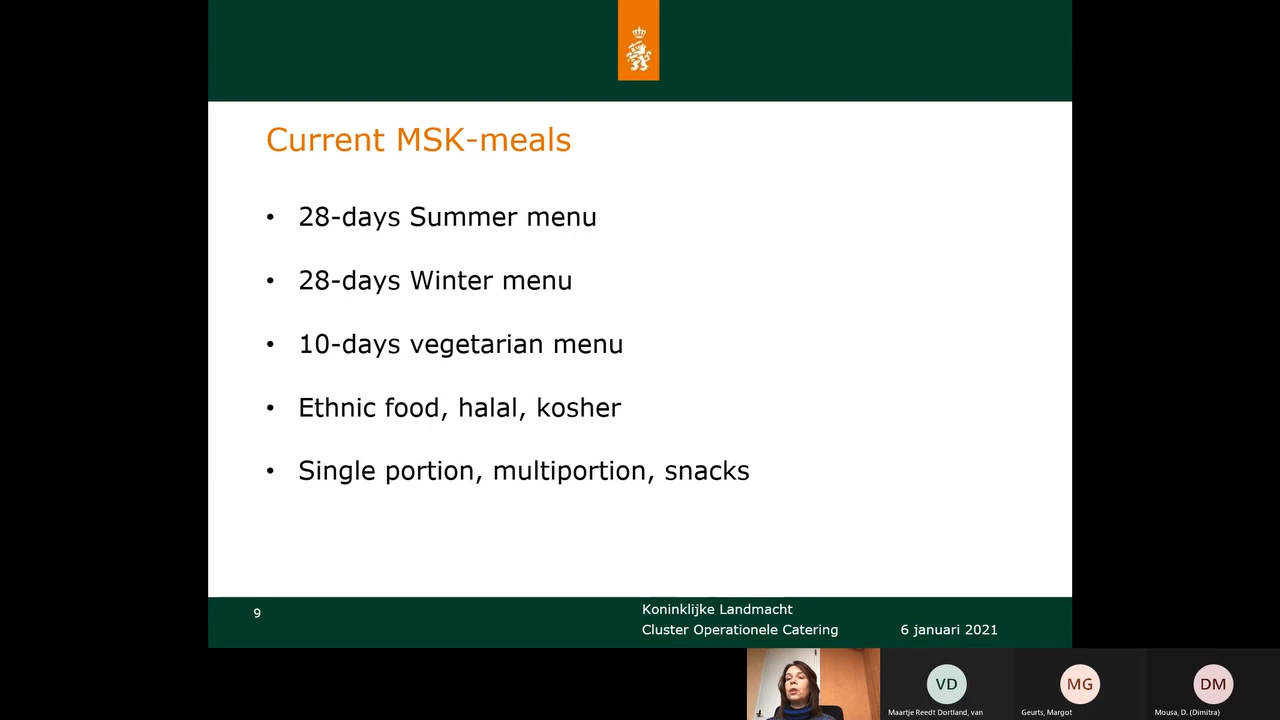 Current MSK-meals
• 28-days Summer menu
• 28-days Winter menu
• 10-days vegetarian menu
• Ethnic food, halal, kosher
• Single portion, multiportion, snacks
9
Koninklijke Landmacht
Cluster Operationele Catering
6 januari 2021
VD
Maartje Reedt Dortland, van
MG
Geurts, Margot
DM
Mousa, D. (Dimitra)